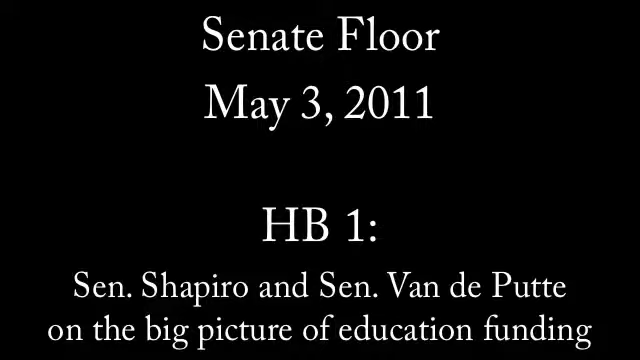 Senate Floor
May 3, 2011
HB 1:
Sen. Shapiro and Sen. Van de Putte
on the big picture of education funding